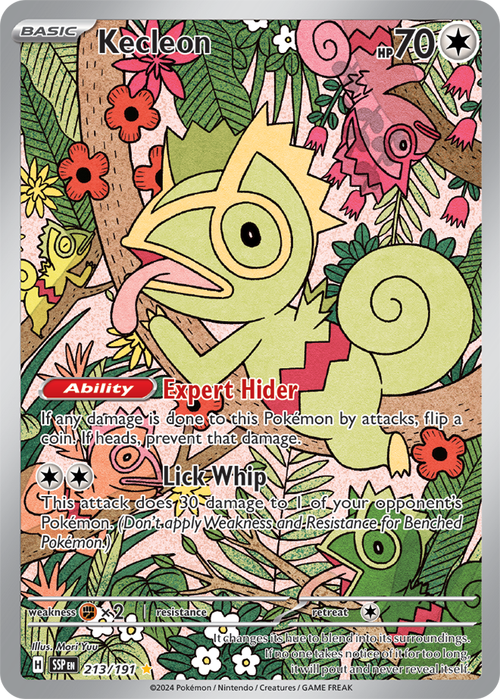 BASIC
Kecleon
HP 70
Ability Expert Hider
If any damage is done to this Pokémon by attacks, flip a
coin. If heads, prevent that damage.
Lick Whip
This attack does 30 damage to 1 of your opponent's
Pokémon. (Don't apply Weakness and Resistance for Benched
Pokémon.)
weakness ×2 resistance retreat
Illus. Mori Yuu
H SSP EN 213/191
It changes its hue to blend into its surroundings.
If no one takes notice of it for too long,
it will pout and never reveal itself.
©2024 Pokémon / Nintendo / Creatures / GAME FREAK